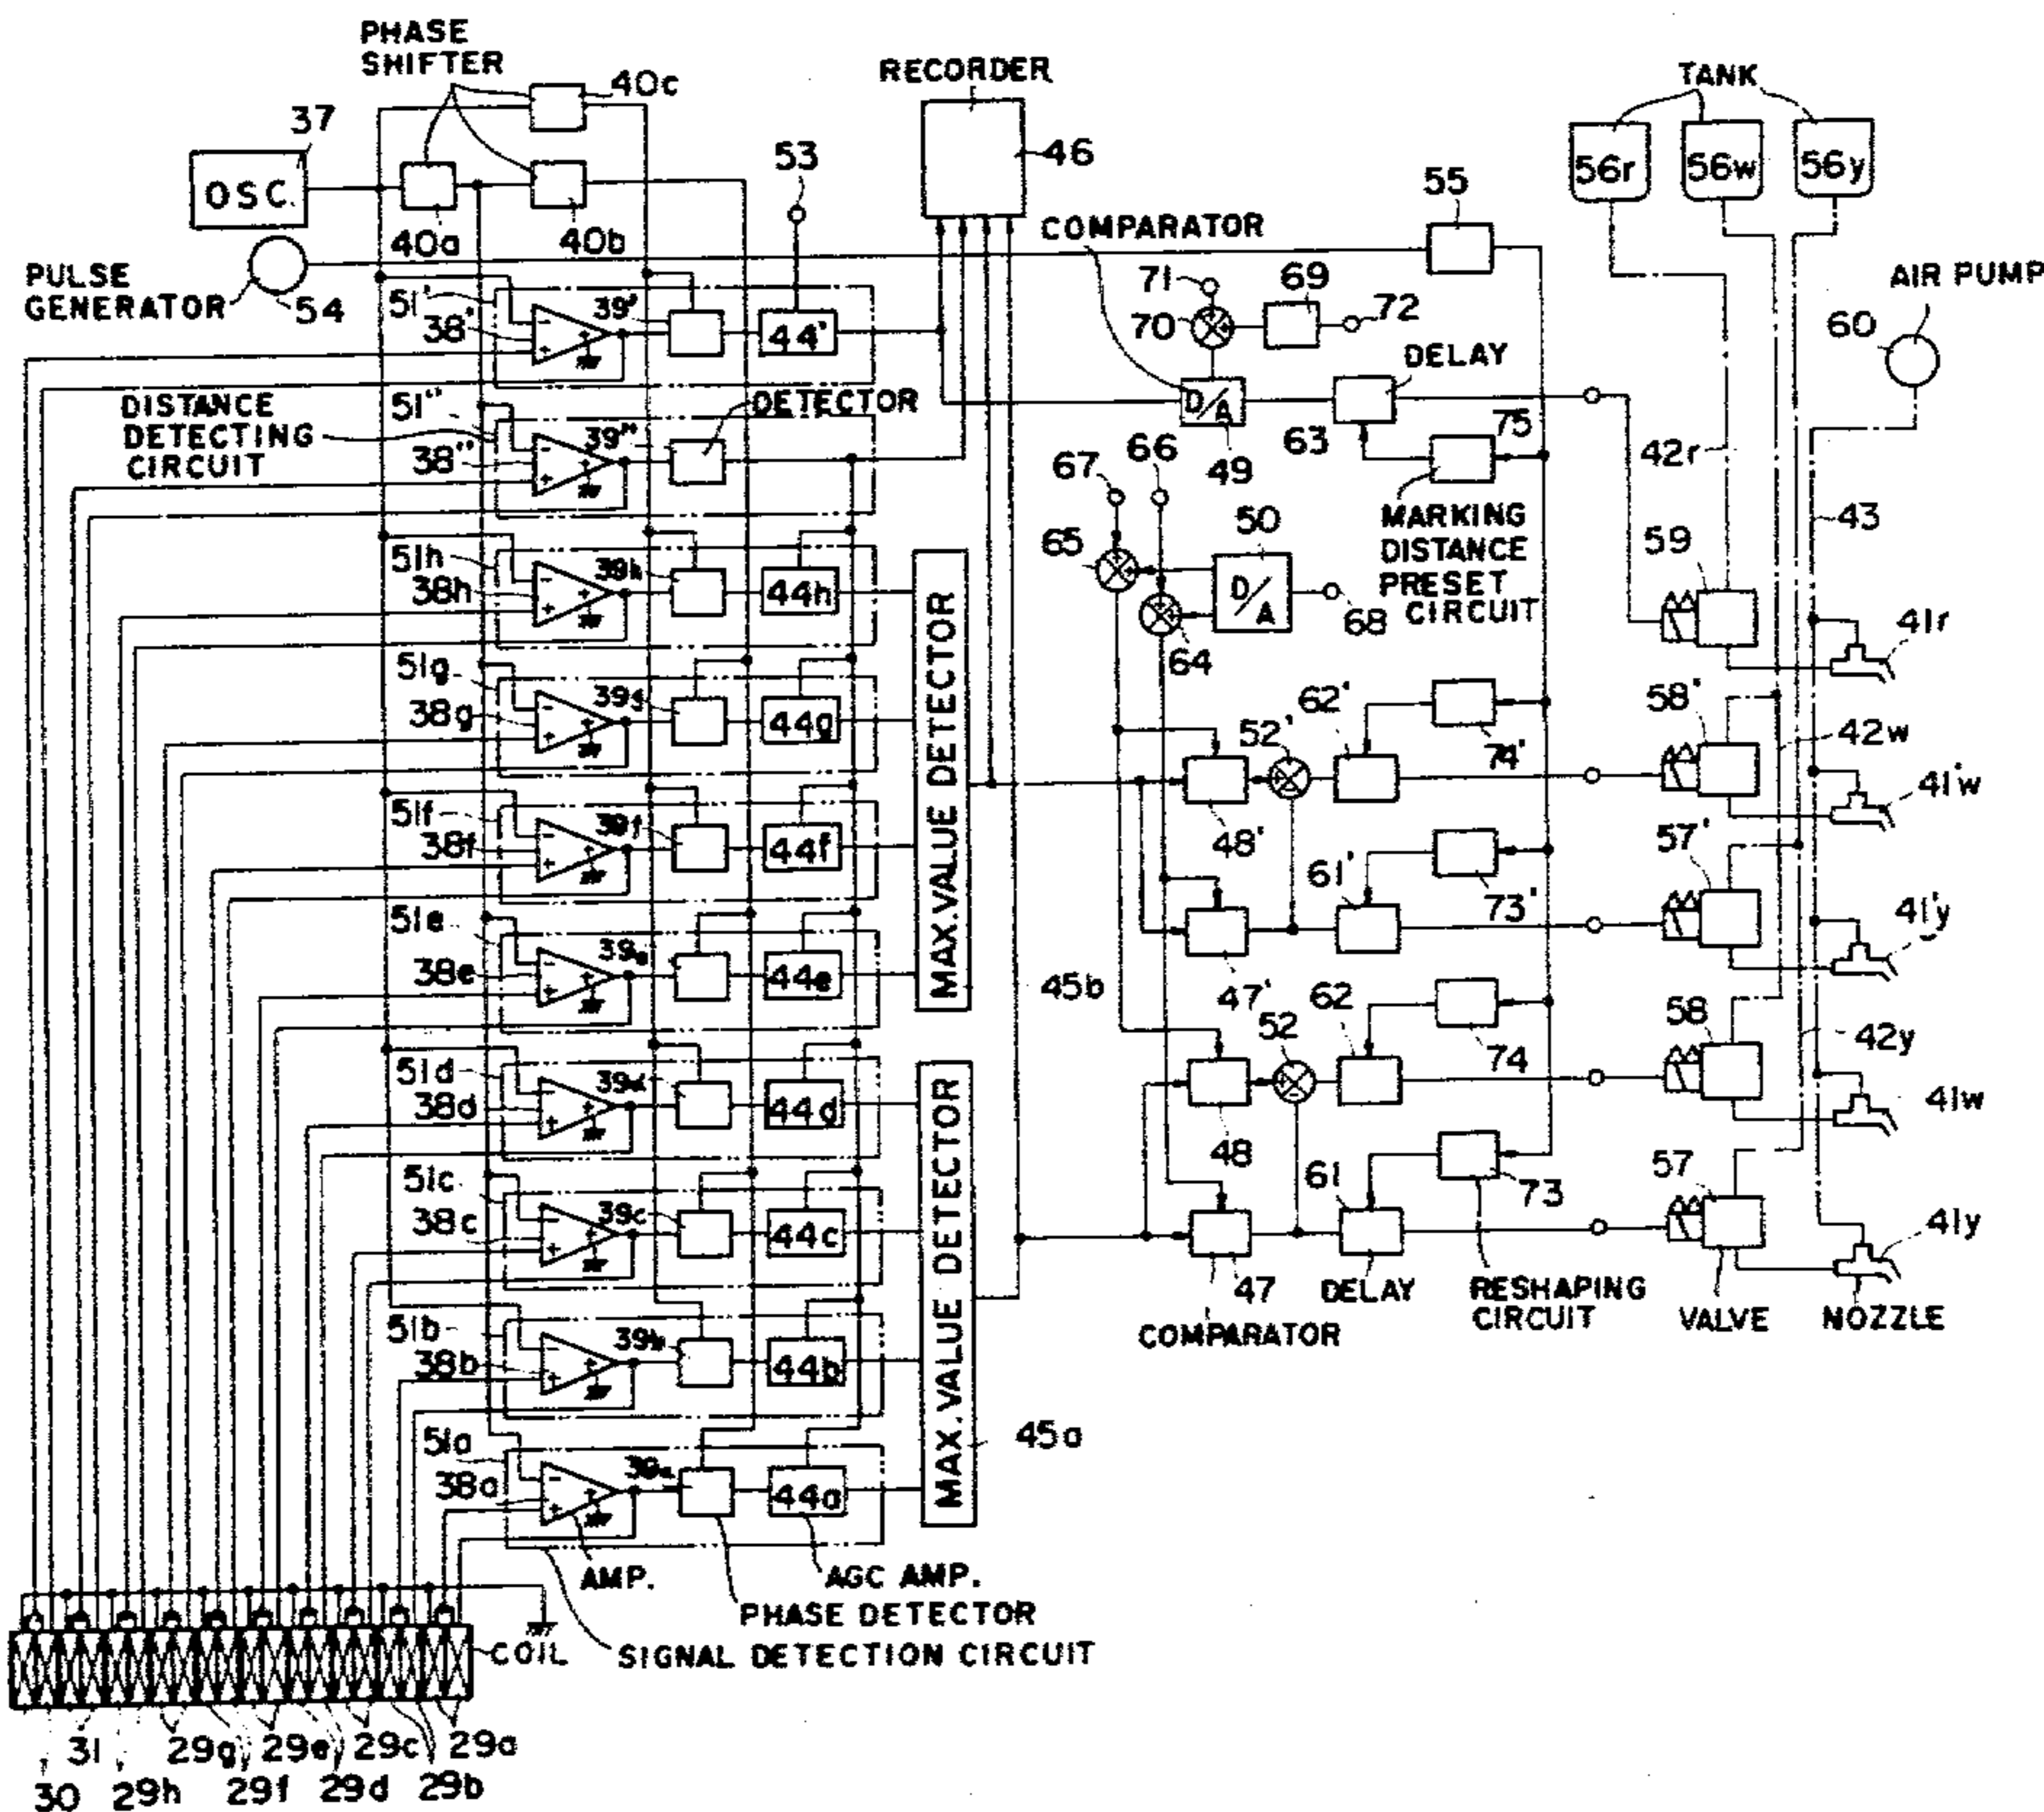 PHASE
SHIFTER
40c
RECORDER
TANK
37
46
53
56r
56w
56y
OSC.
55
40a
40b
COMPARATOR
PULSE
GENERATOR
54
51'
39'
38'
44'
71
69
70
72
AIR PUMP
60
DELAY
DISTANCE
DETECTING
CIRCUIT
51"
39"
38"
DETECTOR
D/A
49
63
75
42r
43
67
66
MARKING
DISTANCE
PRESET
CIRCUIT
50
65
D/A
68
64
59
41r
51h
39h
38h
44h
51g
39g
38g
44g
62'
74'
58'
42w
52'
48'
41'w
MAX. VALUE DETECTOR
51f
39f
38f
44f
61'
73'
57'
51e
39e
38e
44e
45b
47'
41'y
62
52
74
58
42y
51d
39d
38d
44d
48
41w
51c
39c
38c
44c
61
73
57
41y
47
DELAY
RESHAPING
CIRCUIT
VALVE
NOZZLE
COMPARATOR
51b
39b
38b
44b
MAX. VALUE DETECTOR
45a
51a
39a
38a
44a
AMP.
AGC AMP.
PHASE DETECTOR
SIGNAL DETECTION CIRCUIT
COIL
31
29g
29e
29c
29a
30
29h
29f
29d
29b